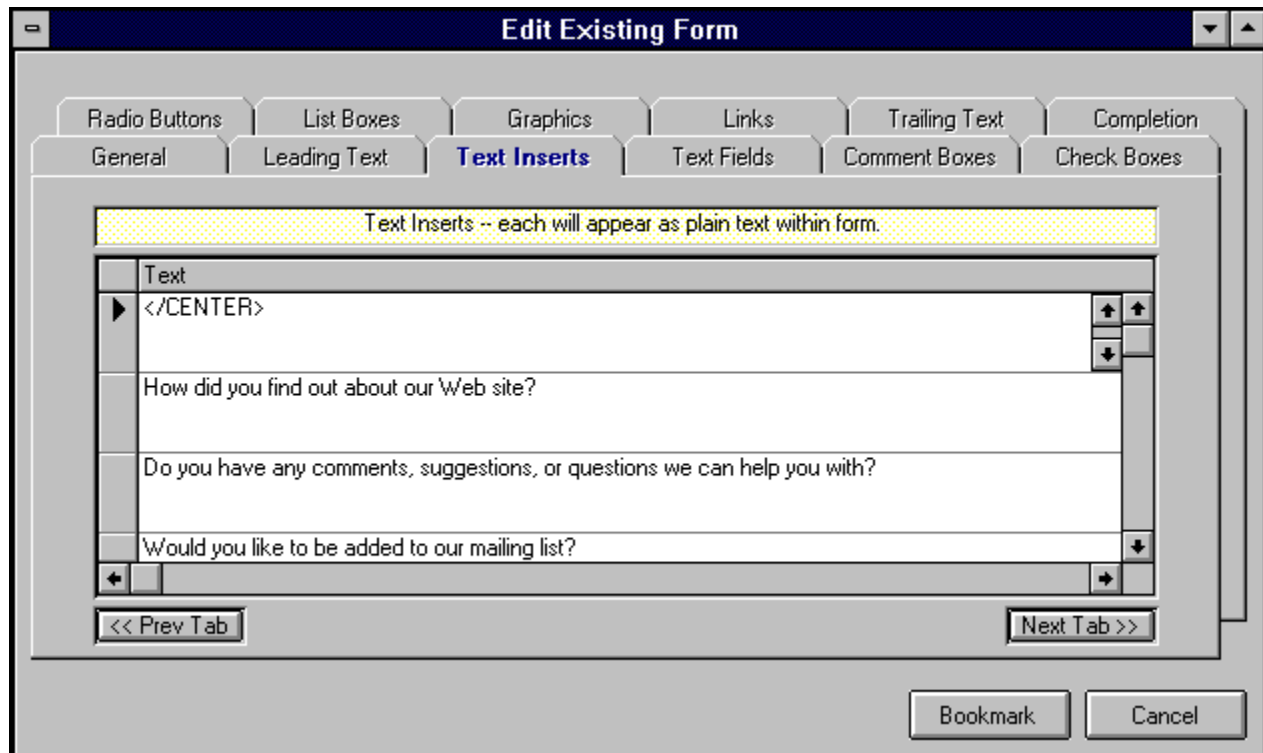 Edit Existing Form
Radio Buttons List Boxes Graphics Links Trailing Text Completion
General Leading Text Text Inserts Text Fields Comment Boxes Check Boxes
Text Inserts -- each will appear as plain text within form.
Text
</CENTER>
How did you find out about our Web site?
Do you have any comments, suggestions, or questions we can help you with?
Would you like to be added to our mailing list?
<< Prev Tab Next Tab >>
Bookmark Cancel